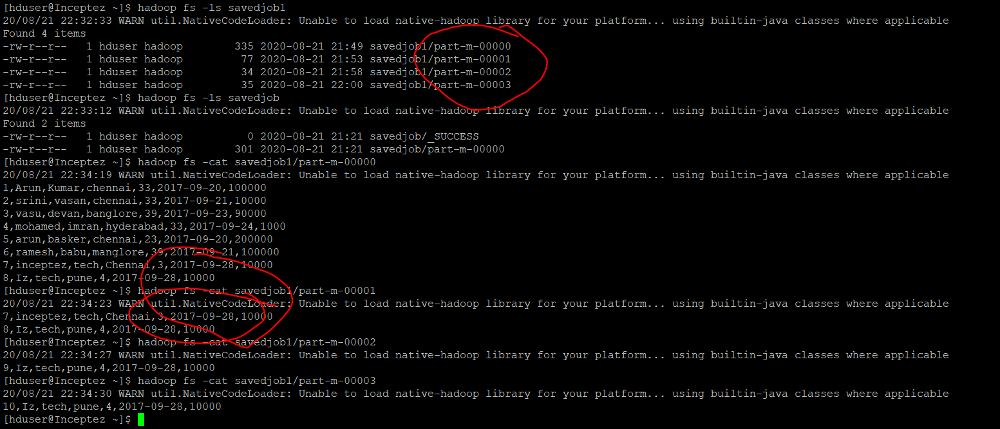 [hduser@Inceptez ~]$ hadoop fs -ls savedjob1
20/08/21 22:32:33 WARN util.NativeCodeLoader: Unable to load native-hadoop library for your platform... using builtin-java classes where applicable
Found 4 items
-rw-r--r--   1 hduser hadoop        335 2020-08-21 21:49 savedjob1/part-m-00000
-rw-r--r--   1 hduser hadoop         77 2020-08-21 21:53 savedjob1/part-m-00001
-rw-r--r--   1 hduser hadoop         34 2020-08-21 21:58 savedjob1/part-m-00002
-rw-r--r--   1 hduser hadoop         35 2020-08-21 22:00 savedjob1/part-m-00003
[hduser@Inceptez ~]$ hadoop fs -ls savedjob
20/08/21 22:33:12 WARN util.NativeCodeLoader: Unable to load native-hadoop library for your platform... using builtin-java classes where applicable
Found 2 items
-rw-r--r--   1 hduser hadoop          0 2020-08-21 21:21 savedjob/_SUCCESS
-rw-r--r--   1 hduser hadoop        301 2020-08-21 21:21 savedjob/part-m-00000
[hduser@Inceptez ~]$ hadoop fs -cat savedjob1/part-m-00000
20/08/21 22:34:19 WARN util.NativeCodeLoader: Unable to load native-hadoop library for your platform... using builtin-java classes where applicable
1,Arun,Kumar,chennai,33,2017-09-20,100000
2,srini,vasan,chennai,33,2017-09-21,10000
3,vasu,devan,banglore,39,2017-09-23,90000
4,mohamed,imran,hyderabad,33,2017-09-24,1000
5,arun,basker,chennai,23,2017-09-20,200000
6,ramesh,babu,manglore,39,2017-09-21,100000
7,inceptez,tech,Chennai,3,2017-09-28,10000
8,Iz,tech,pune,4,2017-09-28,10000
[hduser@Inceptez ~]$ hadoop fs -cat savedjob1/part-m-00001
20/08/21 22:34:23 WARN util.NativeCodeLoader: Unable to load native-hadoop library for your platform... using builtin-java classes where applicable
7,inceptez,tech,Chennai,3,2017-09-28,10000
8,Iz,tech,pune,4,2017-09-28,10000
[hduser@Inceptez ~]$ hadoop fs -cat savedjob1/part-m-00002
20/08/21 22:34:27 WARN util.NativeCodeLoader: Unable to load native-hadoop library for your platform... using builtin-java classes where applicable
9,Iz,tech,pune,4,2017-09-28,10000
[hduser@Inceptez ~]$ hadoop fs -cat savedjob1/part-m-00003
20/08/21 22:34:30 WARN util.NativeCodeLoader: Unable to load native-hadoop library for your platform... using builtin-java classes where applicable
10,Iz,tech,pune,4,2017-09-28,10000
[hduser@Inceptez ~]$